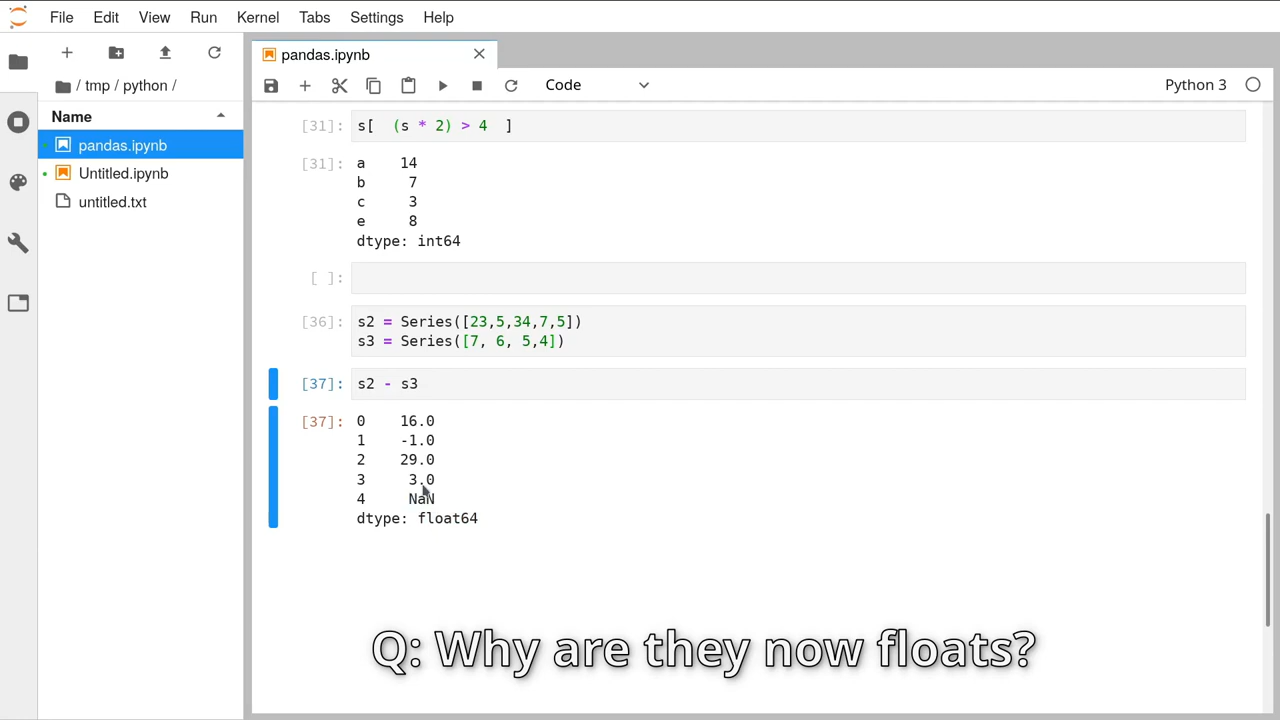 File Edit View Run Kernel Tabs Settings Help
pandas.ipynb
/ tmp / python /
Code
Python 3
Name
pandas.ipynb
Untitled.ipynb
untitled.txt
[31]: s[  (s * 2) > 4  ]
[31]: a    14
b     7
c     3
e     8
dtype: int64
[ ]:
[36]: s2 = Series([23,5,34,7,5])
s3 = Series([7, 6, 5,4])
[37]: s2 - s3
[37]: 0    16.0
1    -1.0
2    29.0
3     3.0
4     NaN
dtype: float64
Q: Why are they now floats?